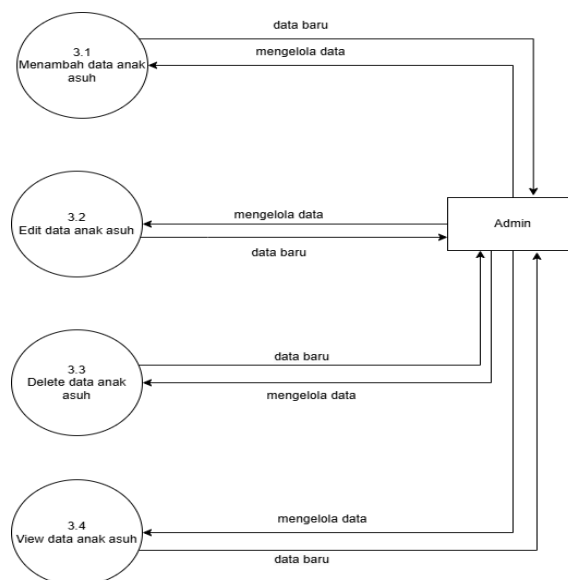 data baru
3.1
Menambah data anak
asuh
mengelola data
3.2
Edit data anak asuh
mengelola data
data baru
Admin
3.3
Delete data anak
asuh
data baru
mengelola data
3.4
View data anak asuh
mengelola data
data baru